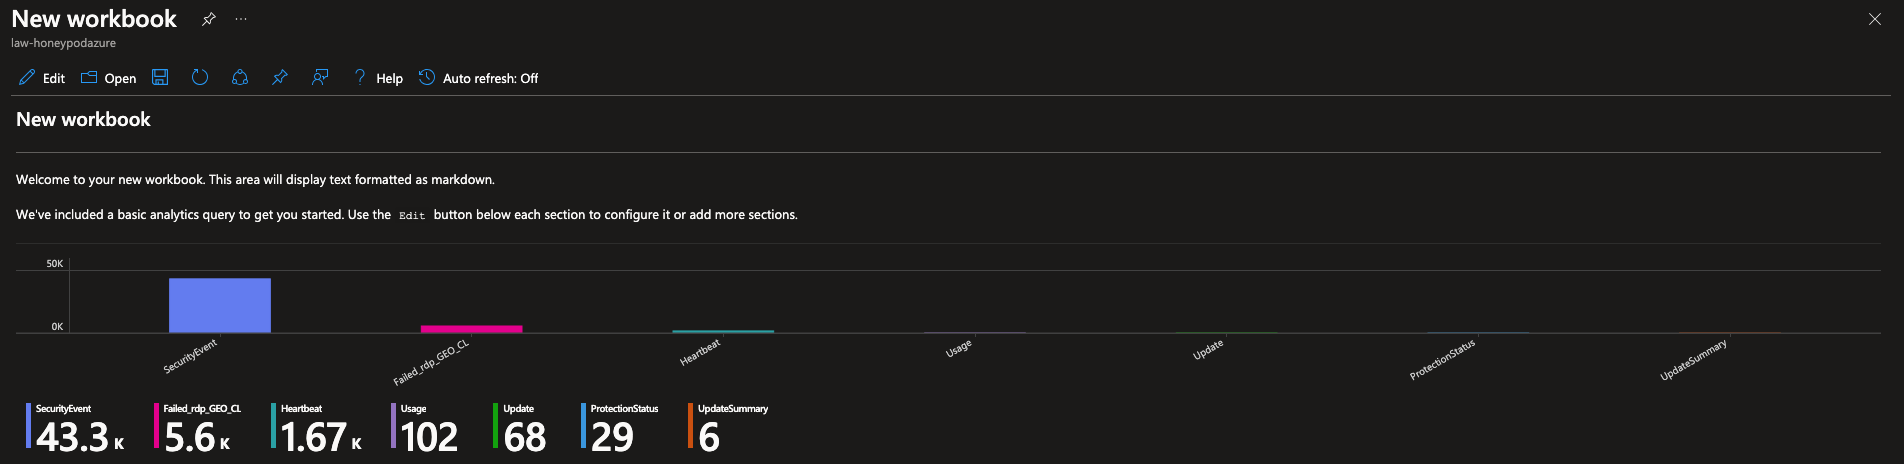 New workbook ...
law-honeypodazure
Edit Open ? Help Auto refresh: Off
New workbook
Welcome to your new workbook. This area will display text formatted as markdown.
We've included a basic analytics query to get you started. Use the Edit button below each section to configure it or add more sections.
50K
0K
SecurityEvent Failed_rdp_GEO_CL Heartbeat Usage Update ProtectionStatus UpdateSummary
SecurityEvent Failed_rdp_GEO_CL Heartbeat Usage Update ProtectionStatus UpdateSummary
43.3 K 5.6 K 1.67 K 102 68 29 6